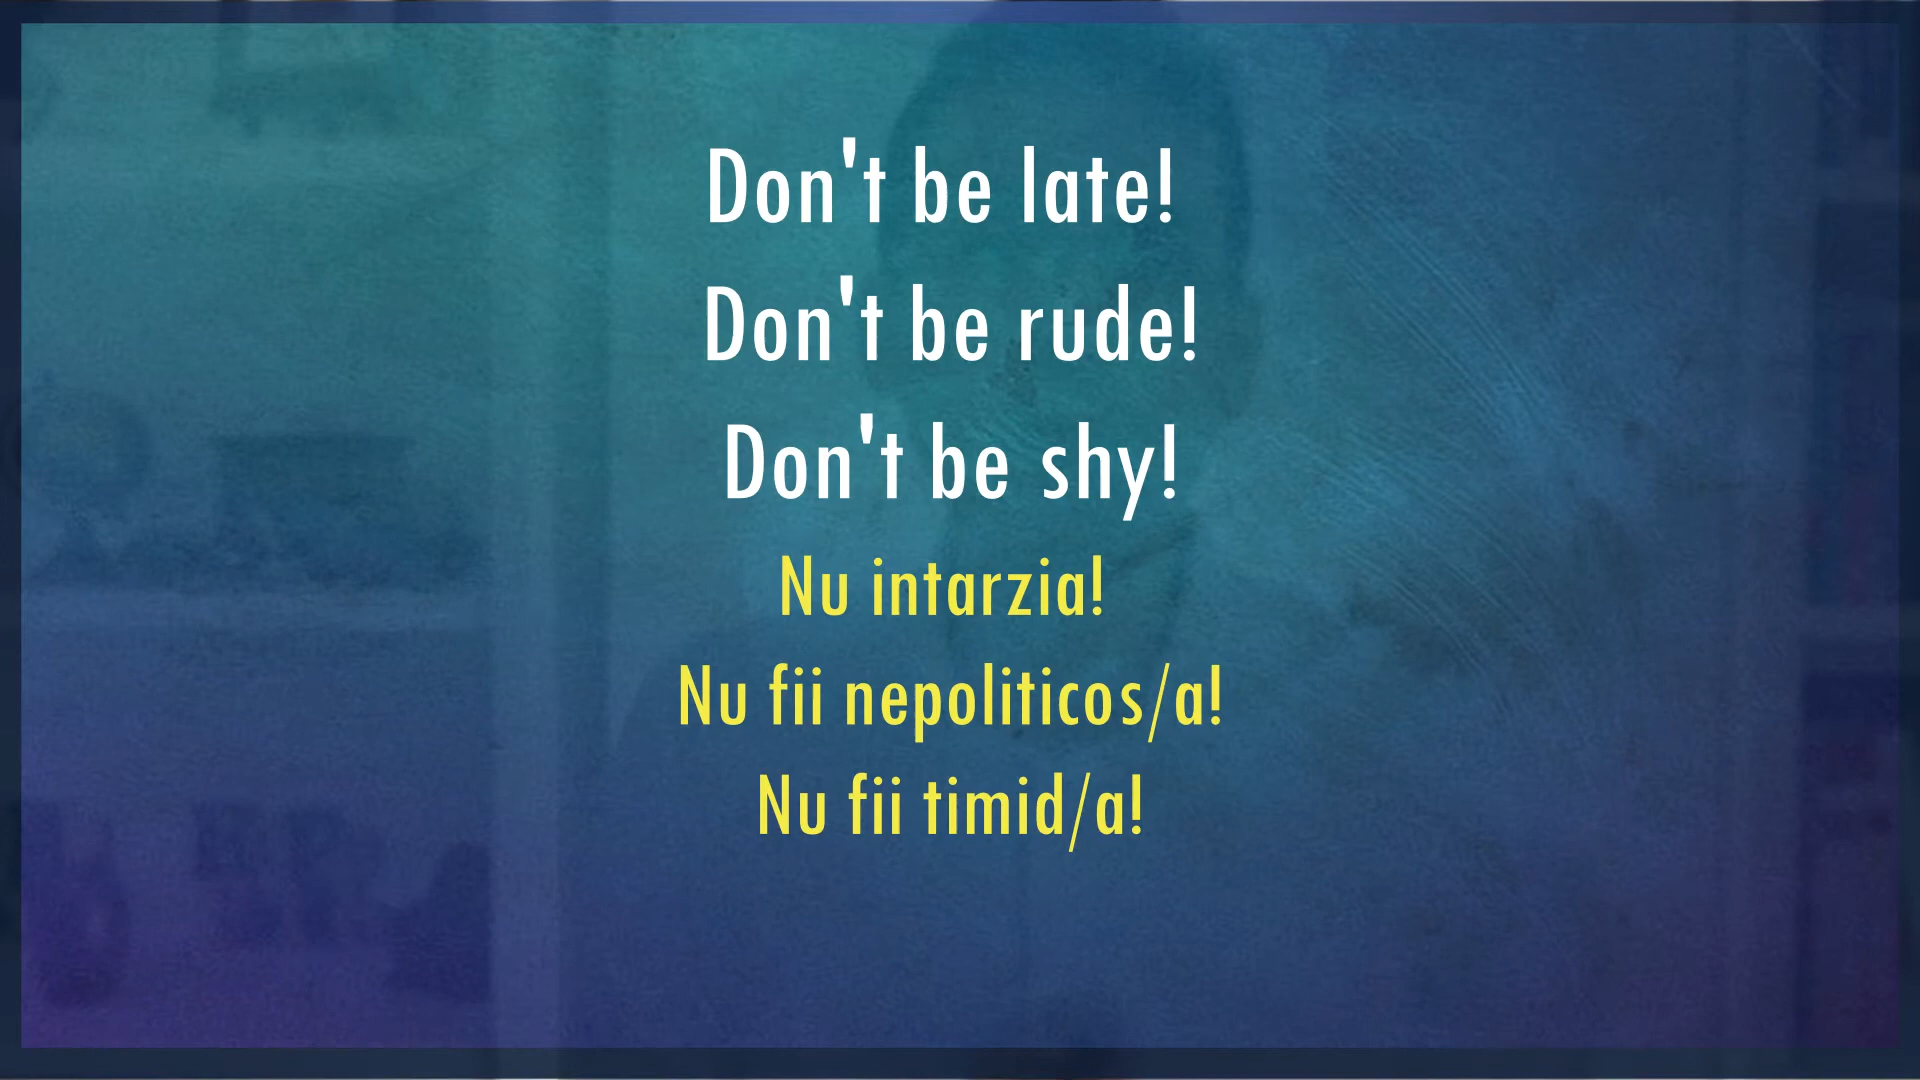 Don't be late!
Don't be rude!
Don't be shy!
Nu intarzia!
Nu fii nepoliticos/a!
Nu fii timid/a!